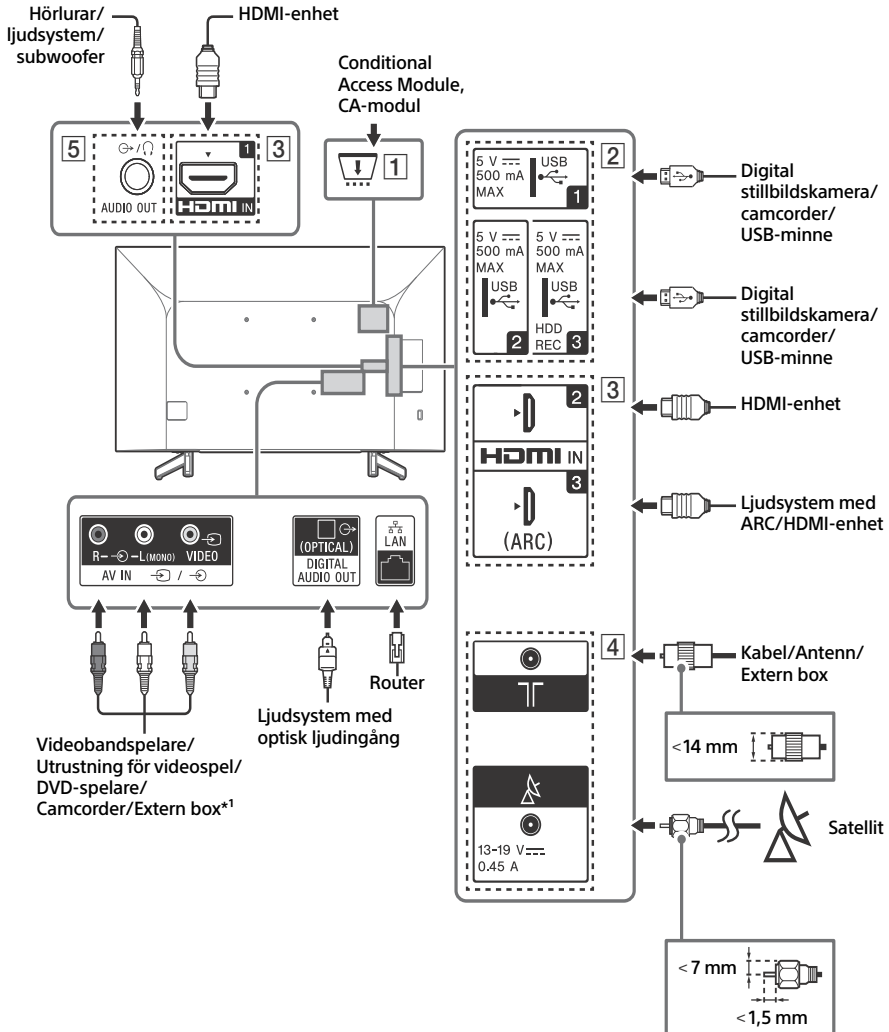 Hörlurar/
ljudsystem/
subwoofer
HDMI-enhet
Conditional
Access Module,
CA-modul
5
AUDIO OUT
1
HDMI IN
3
1
5 V
500 mA
MAX
USB
1
2
Digital
stillbildskamera/
camcorder/
USB-minne
5 V
500 mA
MAX
USB
2
5 V
500 mA
MAX
USB
HDD
REC 3
Digital
stillbildskamera/
camcorder/
USB-minne
2
3
HDMI-enhet
HDMI IN
3
(ARC)
Ljudsystem med
ARC/HDMI-enhet
R- -L(MONO) VIDEO
AV IN /
(OPTICAL)
DIGITAL
AUDIO OUT
LAN
Router
Ljudsystem med
optisk ljudingång
Videobandspelare/
Utrustning för videospel/
DVD-spelare/
Camcorder/Extern box*¹
4
Kabel/Antenn/
Extern box
<14 mm
13-19 V
0.45 A
Satellit
<7 mm
<1,5 mm